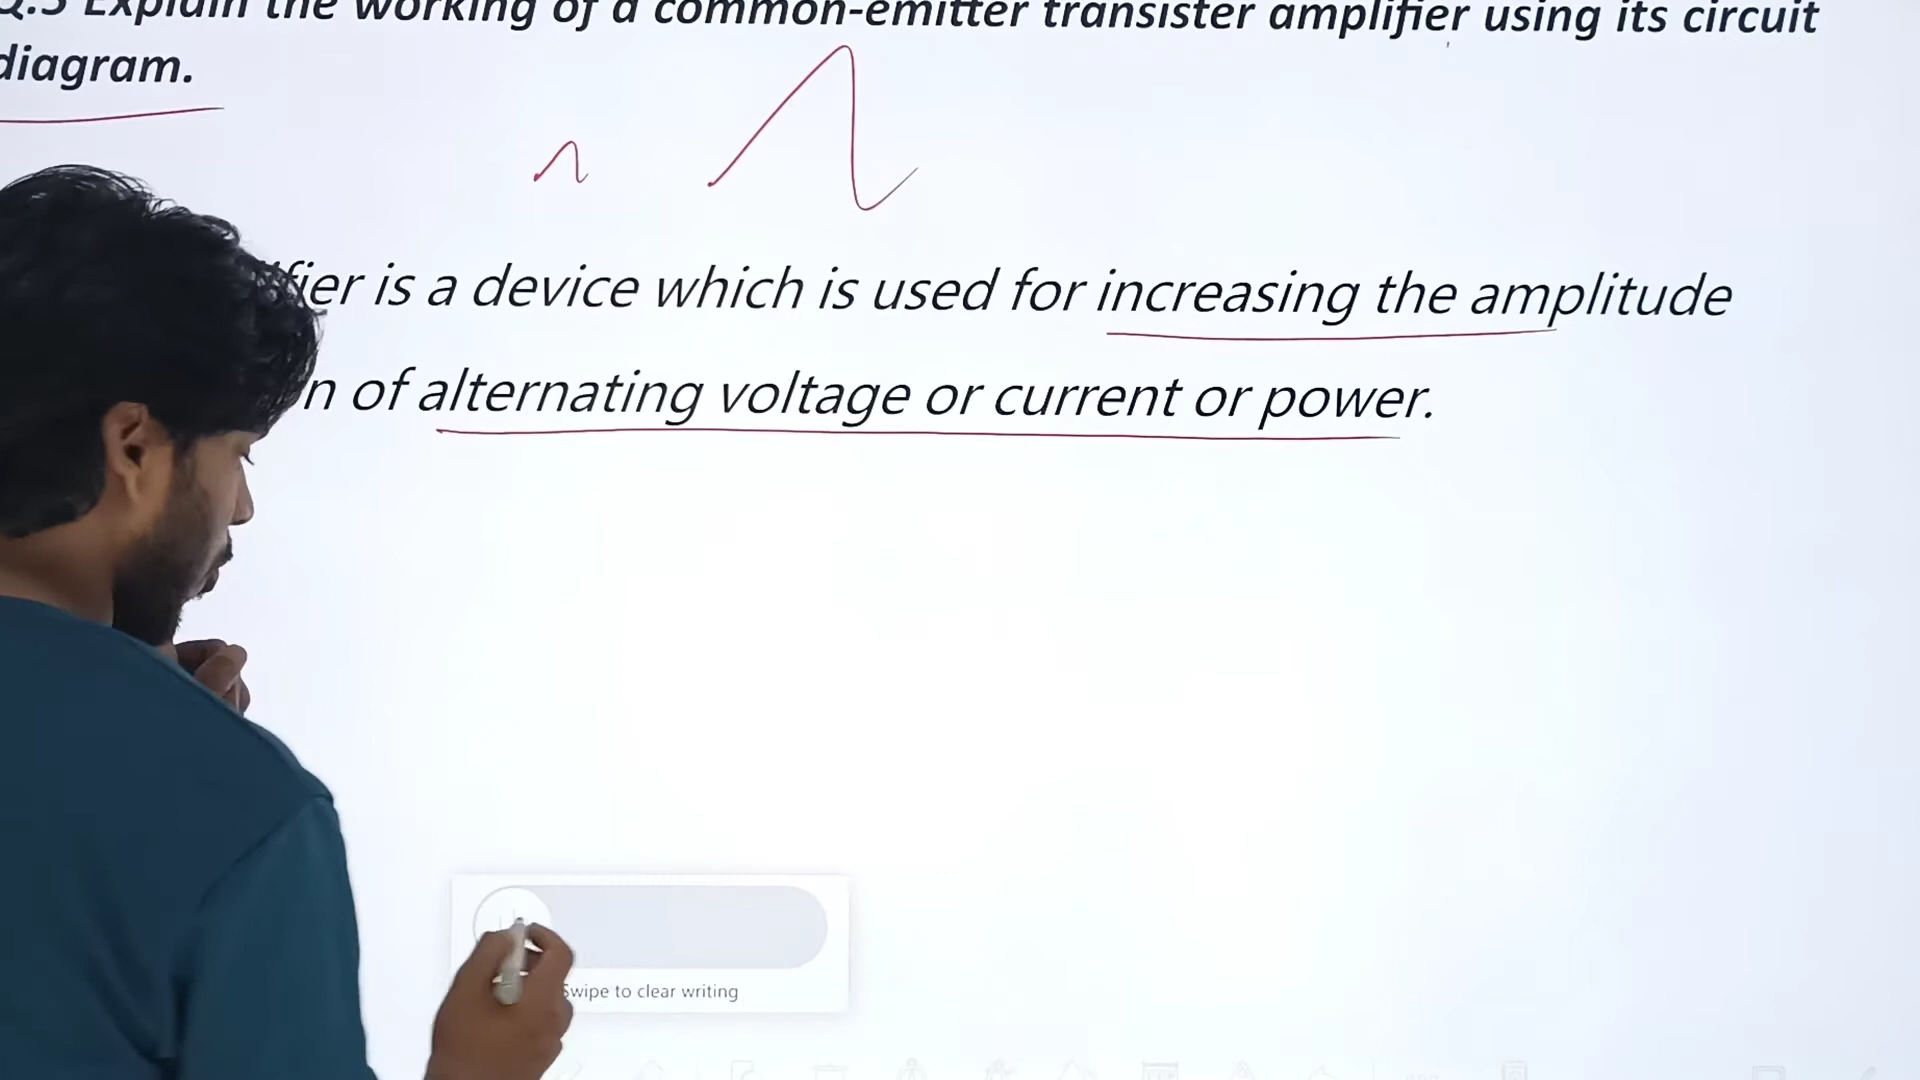 Explain the working of a common-emitter transister amplifier using its circuit
diagram.
is a device which is used for increasing the amplitude
of alternating voltage or current or power.
Swipe to clear writing